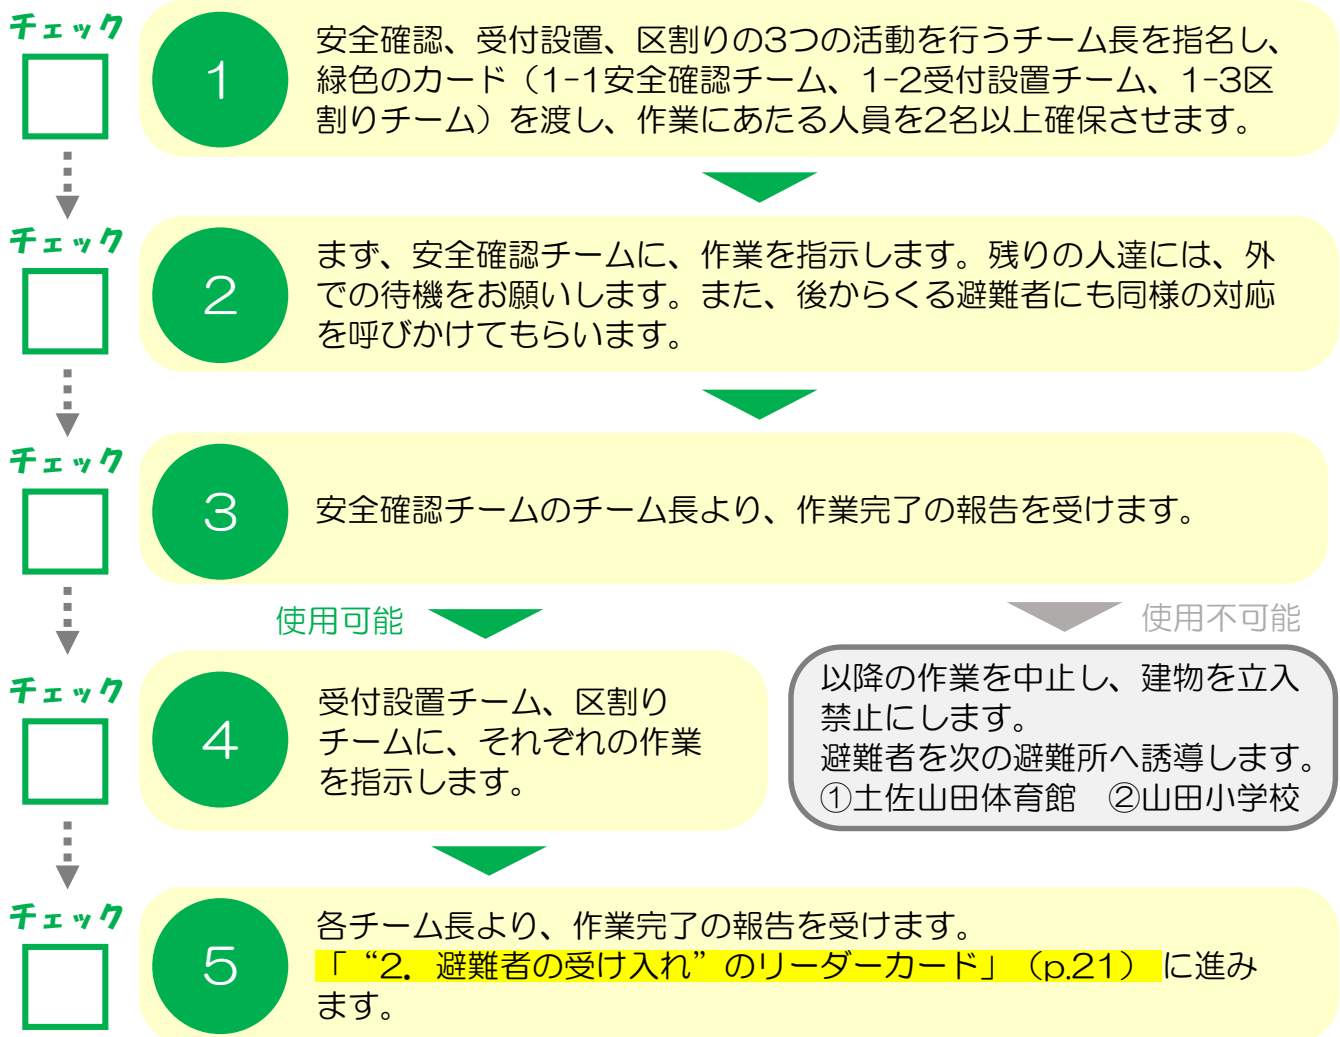 チェック
1
安全確認、受付設置、区割りの3つの活動を行うチーム長を指名し、
緑色のカード（1-1安全確認チーム、1-2受付設置チーム、1-3区
割りチーム）を渡し、作業にあたる人員を2名以上確保させます。
チェック
2
まず、安全確認チームに、作業を指示します。残りの人達には、外
での待機をお願いします。また、後からくる避難者にも同様の対応
を呼びかけてもらいます。
チェック
3
安全確認チームのチーム長より、作業完了の報告を受けます。
使用可能
使用不可能
チェック
4
受付設置チーム、区割り
チームに、それぞれの作業
を指示します。
以降の作業を中止し、建物を立入
禁止にします。
避難者を次の避難所へ誘導します。
①土佐山田体育館　②山田小学校
チェック
5
各チーム長より、作業完了の報告を受けます。
「“2．避難者の受け入れ”のリーダーカード」（p.21）に進み
ます。